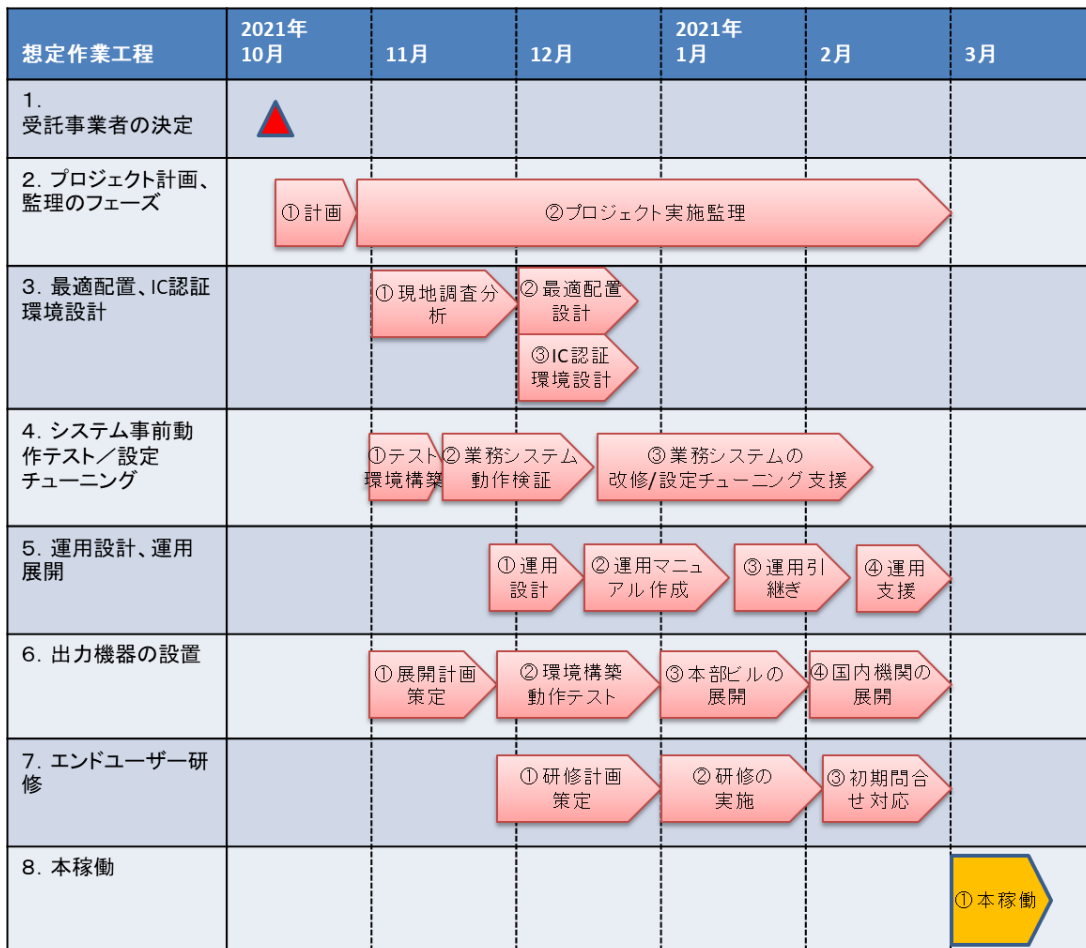 想定作業工程
2021年
10月
11月
12月
2021年
1月
2月
3月
1.
受託事業者の決定
2．プロジェクト計画、
監理のフェーズ
①計画
②プロジェクト実施監理
3．最適配置、IC認証
環境設計
①現地調査分
析
②最適配置
設計
③IC認証
環境設計
4．システム事前動
作テスト／設定
チューニング
①テスト
環境構築
②業務システム
動作検証
③業務システムの
改修/設定チューニング支援
5．運用設計、運用
展開
①運用
設計
②運用マニュ
アル作成
③運用引
継ぎ
④運用
支援
6．出力機器の設置
①展開計画
策定
②環境構築
動作テスト
③本部ビルの
展開
④国内機関の
展開
7．エンドユーザー研
修
①研修計画
策定
②研修の
実施
③初期問合
せ対応
8．本稼働
①本稼働